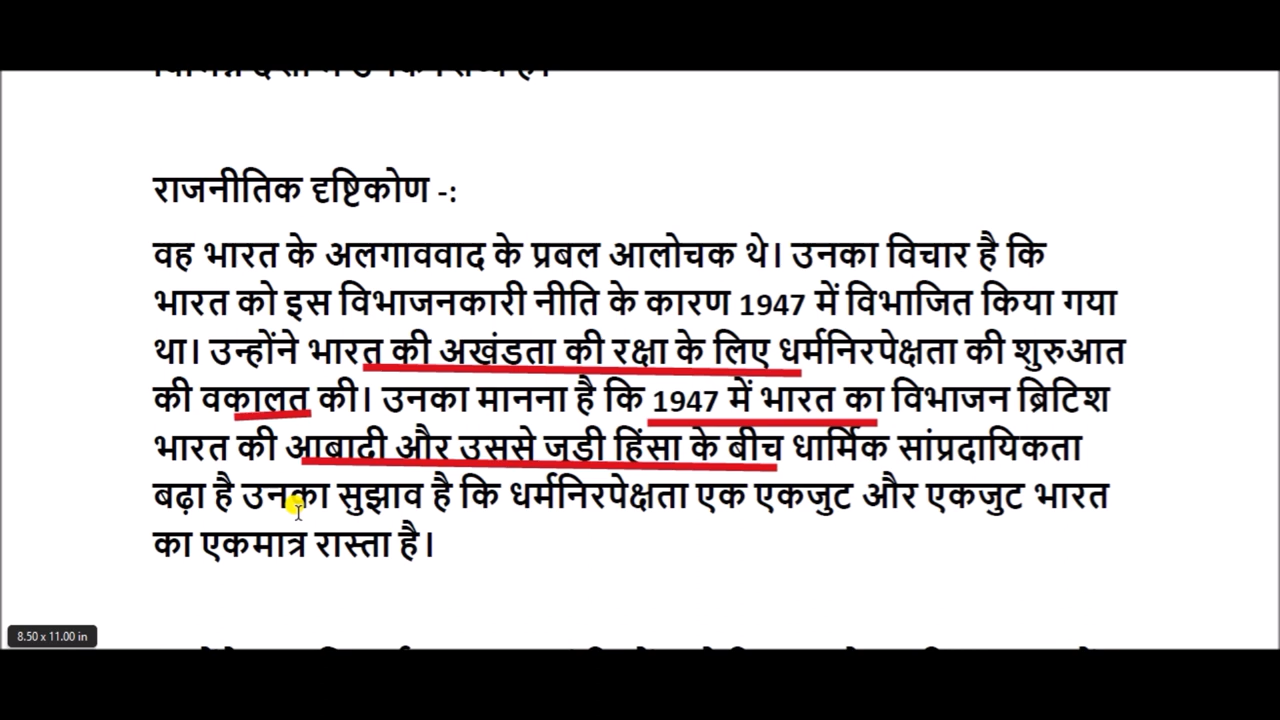 राजनीतिक दृष्टिकोण -:
वह भारत के अलगाववाद के प्रबल आलोचक थे। उनका विचार है कि
भारत को इस विभाजनकारी नीति के कारण 1947 में विभाजित किया गया
था। उन्होंने भारत की अखंडता की रक्षा के लिए धर्मनिरपेक्षता की शुरुआत
की वकालत की। उनका मानना है कि 1947 में भारत का विभाजन ब्रिटिश
भारत की आबादी और उससे जुडी हिंसा के बीच धार्मिक सांप्रदायिकता
बढ़ा है उनका सुझाव है कि धर्मनिरपेक्षता एक एकजुट और एकजुट भारत
का एकमात्र रास्ता है।
8.50 x 11.00 in